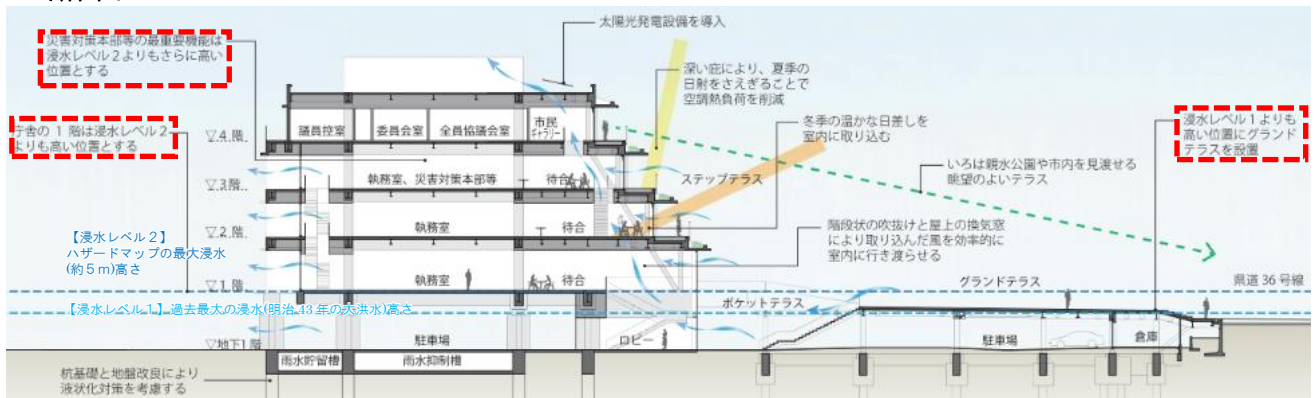 太陽光発電設備を導入
災害対策本部等の最重要機能は
浸水レベル2よりもさらに高い
位置とする
深い庇により、夏季の
日射をさえぎることで
空調熱負荷を削減
庁舎の1階は浸水レベル2
よりも高い位置とする
冬季の温かな日差しを
室内に取り込む
浸水レベル1よりも
高い位置にグランド
テラスを設置
▽4.階.
議員控室
委員会室
全員協議会室
市民
ギャラリー
いろは親水公園や市内を見渡せる
眺望のよいテラス
▽3.階..
執務室、災害対策本部等
待合
ステップテラス
【浸水レベル2】
ハザードマップの最大浸水
(約5m)高さ
▽2.階.
執務室
待合
階段状の吹抜けと屋上の換気窓
により取り込んだ風を効率的に
室内に行き渡らせる
▽1.階.
執務室
待合
グランドテラス
県道36号線
【浸水レベル1】過去最大の浸水(明治43年の大洪水)高さ
ポケットテラス
▽地下1階
駐車場
ロビー
駐車場
倉庫
雨水貯留槽
雨水抑制槽
杭基礎と地盤改良により
液状化対策を考慮する